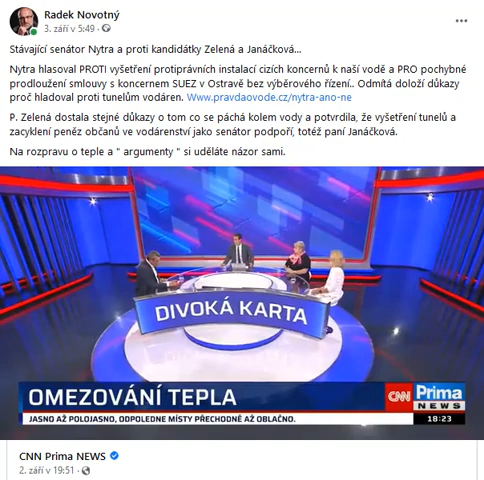 Radek Novotný
3. září v 5:49 ·
Stávající senátor Nytra a proti kandidátky Zelená a Janáčková...
Nytra hlasoval PROTI vyšetření protiprávních instalací cizích koncernů k naší vodě a PRO pochybné
prodloužení smlouvy s koncernem SUEZ v Ostravě bez výběrového řízení.. Odmítá doloží důkazy
proč hladoval proti tunelům vodáren. Www.pravdaovode.cz/nytra-ano-ne
P. Zelená dostala stejné důkazy o tom co se páchá kolem vody a potvrdila, že vyšetření tunelů a
zacyklení peněz občanů ve vodárenství jako senátor podpoří, totéž paní Janáčková.
Na rozpravu o teple a " argumenty " si uděláte názor sami.
DIVOKÁ KARTA
OMEZOVÁNÍ TEPLA
CNN Prima NEWS
JASNO AŽ POLOJASNO, ODPOLEDNE MÍSTY PŘECHODNĚ AŽ OBLAČNO.
18:23
CNN Prima NEWS
2. září v 19:51 ·